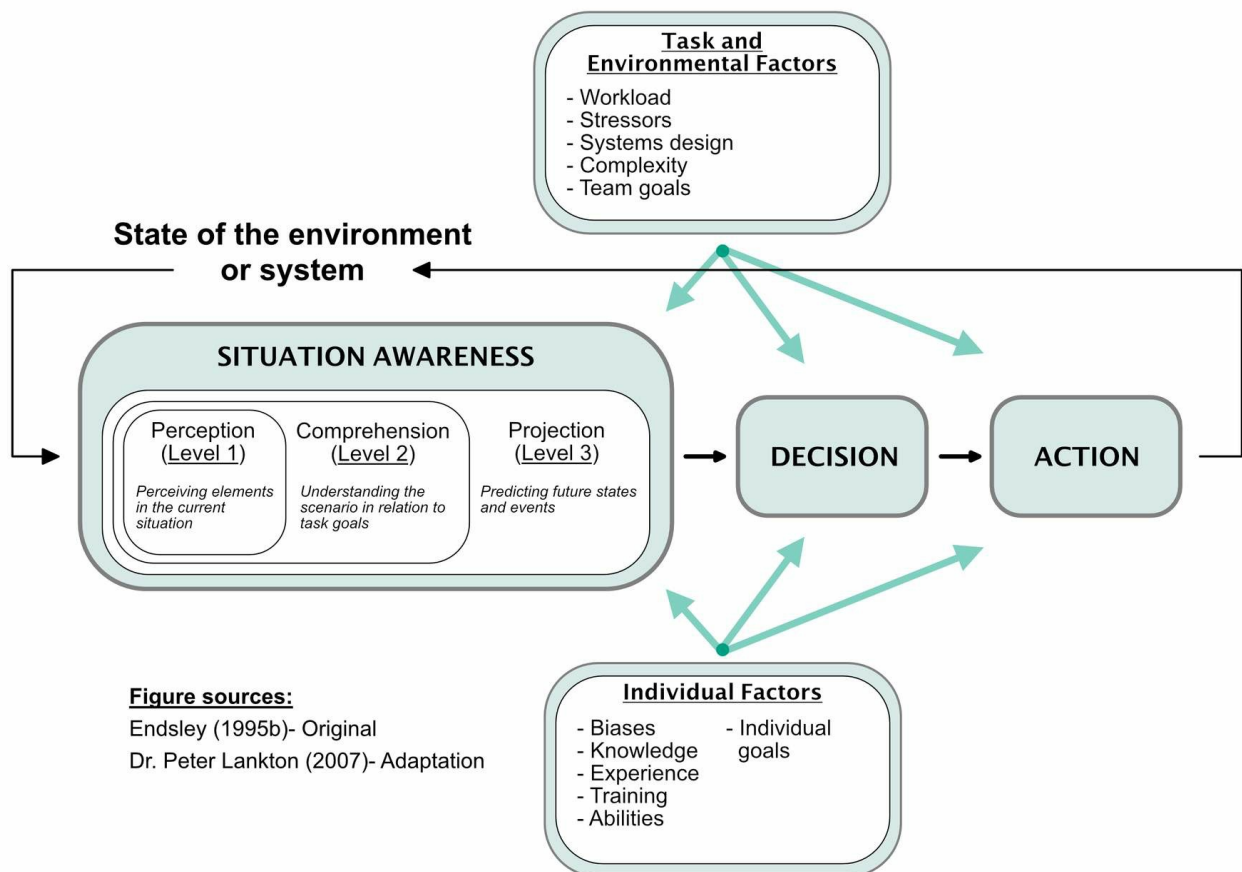 Task and
Environmental Factors
- Workload
- Stressors
- Systems design
- Complexity
- Team goals
State of the environment
or system
SITUATION AWARENESS
Perception
(Level 1)
Perceiving elements
in the current
situation
Comprehension
(Level 2)
Understanding the
scenario in relation to
task goals
Projection
(Level 3)
Predicting future states
and events
DECISION
ACTION
Individual Factors
- Biases
- Knowledge
- Experience
- Training
- Abilities
- Individual
goals
Figure sources:
Endsley (1995b)- Original
Dr. Peter Lankton (2007)- Adaptation